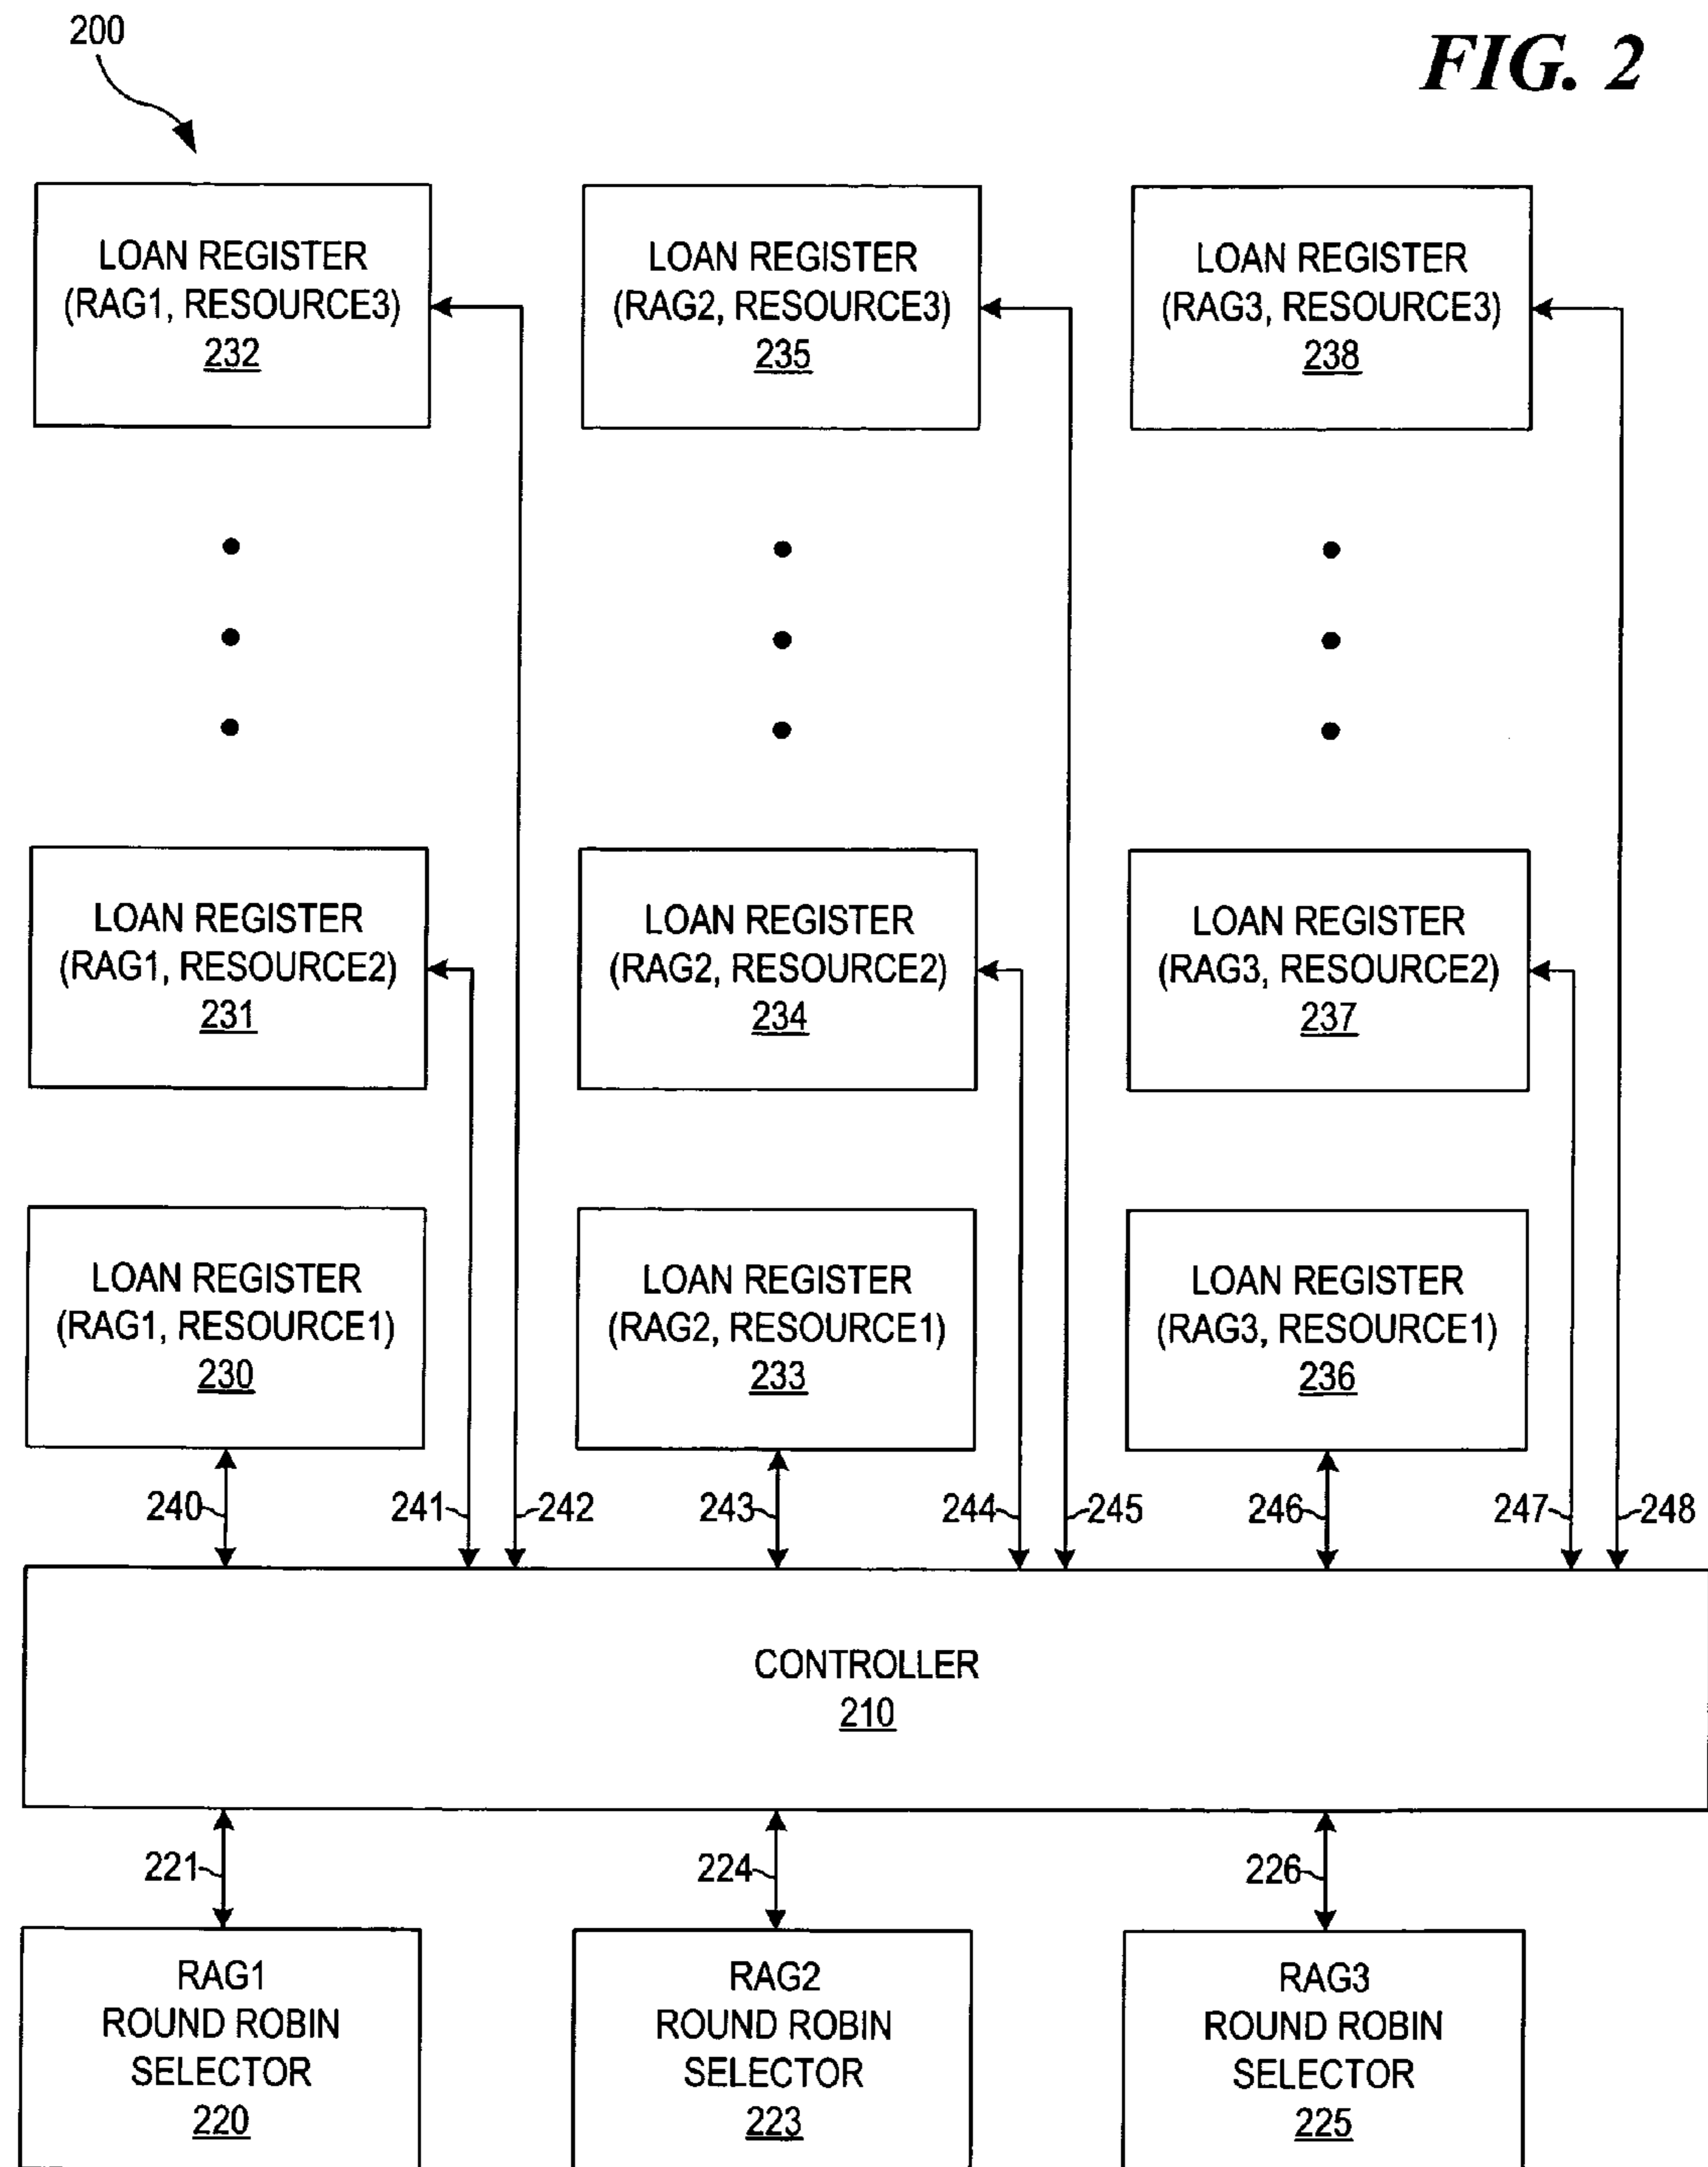 200
FIG. 2
LOAN REGISTER
(RAG1, RESOURCE3)
232
LOAN REGISTER
(RAG2, RESOURCE3)
235
LOAN REGISTER
(RAG3, RESOURCE3)
238
LOAN REGISTER
(RAG1, RESOURCE2)
231
LOAN REGISTER
(RAG2, RESOURCE2)
234
LOAN REGISTER
(RAG3, RESOURCE2)
237
LOAN REGISTER
(RAG1, RESOURCE1)
230
LOAN REGISTER
(RAG2, RESOURCE1)
233
LOAN REGISTER
(RAG3, RESOURCE1)
236
240
241
242
243
244
245
246
247
248
CONTROLLER
210
221
224
226
RAG1
ROUND ROBIN
SELECTOR
220
RAG2
ROUND ROBIN
SELECTOR
223
RAG3
ROUND ROBIN
SELECTOR
225